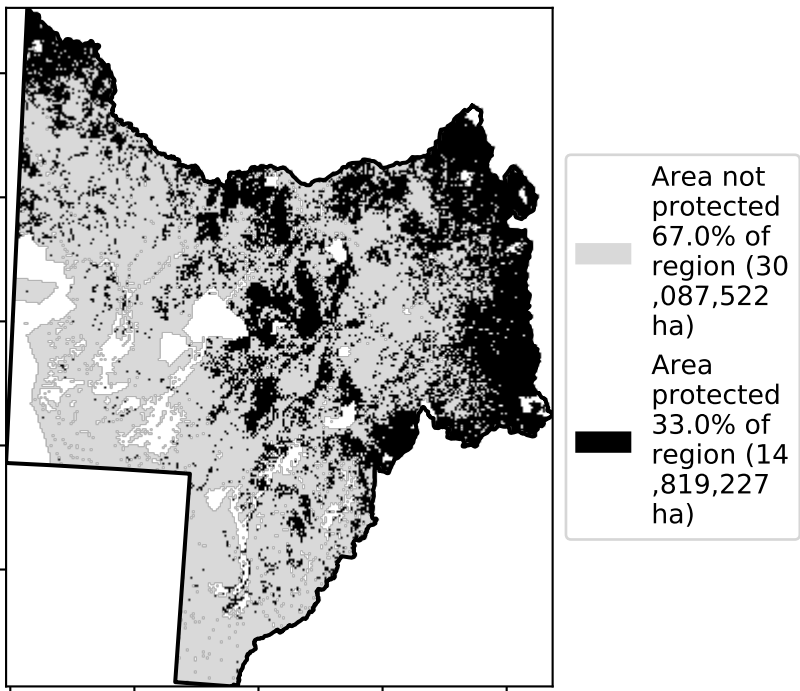 Area not
protected
67.0% of
region (30
,087,522
ha)
Area
protected
33.0% of
region (14
,819,227
ha)